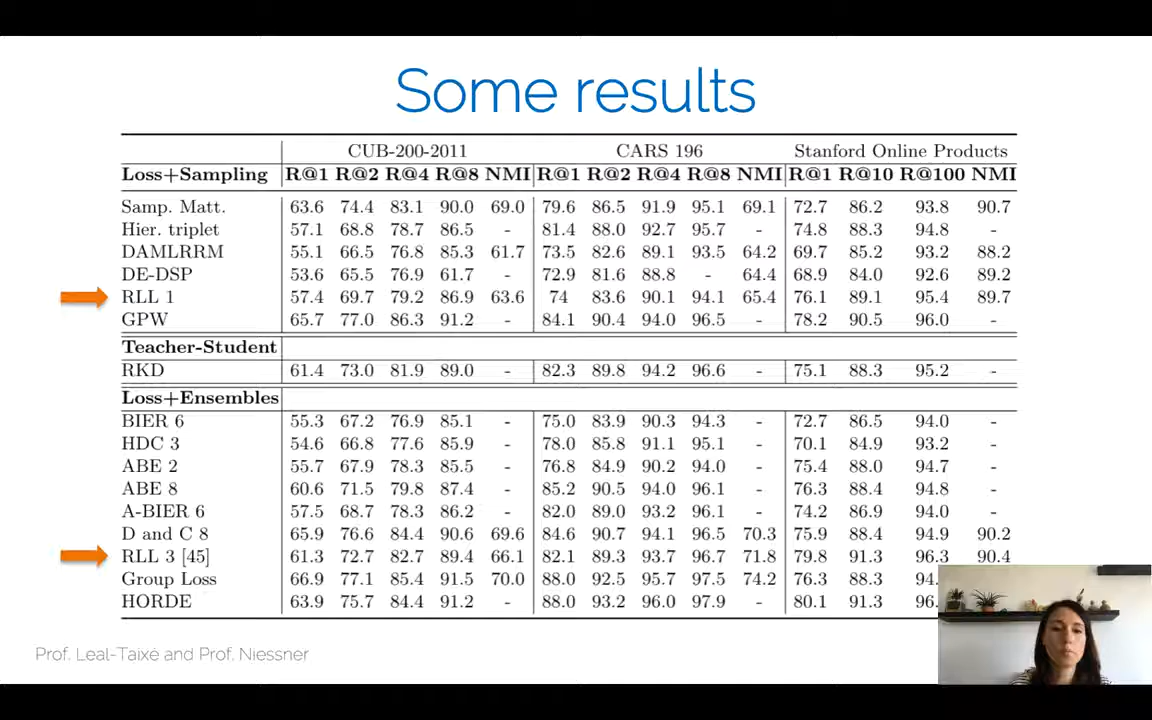 Some results
CUB-200-2011 CARS 196 Stanford Online Products
Loss+Sampling R@1 R@2 R@4 R@8 NMI R@1 R@2 R@4 R@8 NMI R@1 R@10 R@100 NMI
Samp. Matt. 63.6 74.4 83.1 90.0 69.0 79.6 86.5 91.9 95.1 69.1 72.7 86.2 93.8 90.7
Hier. triplet 57.1 68.8 78.7 86.5 - 81.4 88.0 92.7 95.7 - 74.8 88.3 94.8 -
DAMLRRM 55.1 66.5 76.8 85.3 61.7 73.5 82.6 89.1 93.5 64.2 69.7 85.2 93.2 88.2
DE-DSP 53.6 65.5 76.9 61.7 - 72.9 81.6 88.8 - 64.4 68.9 84.0 92.6 89.2
RLL 1 57.4 69.7 79.2 86.9 63.6 74 83.6 90.1 94.1 65.4 76.1 89.1 95.4 89.7
GPW 65.7 77.0 86.3 91.2 - 84.1 90.4 94.0 96.5 - 78.2 90.5 96.0 -
Teacher-Student
RKD 61.4 73.0 81.9 89.0 - 82.3 89.8 94.2 96.6 - 75.1 88.3 95.2 -
Loss+Ensembles
BIER 6 55.3 67.2 76.9 85.1 - 75.0 83.9 90.3 94.3 - 72.7 86.5 94.0 -
HDC 3 54.6 66.8 77.6 85.9 - 78.0 85.8 91.1 95.1 - 70.1 84.9 93.2 -
ABE 2 55.7 67.9 78.3 85.5 - 76.8 84.9 90.2 94.0 - 75.4 88.0 94.7 -
ABE 8 60.6 71.5 79.8 87.4 - 85.2 90.5 94.0 96.1 - 76.3 88.4 94.8 -
A-BIER 6 57.5 68.7 78.3 86.2 - 82.0 89.0 93.2 96.1 - 74.2 86.9 94.0 -
D and C 8 65.9 76.6 84.4 90.6 69.6 84.6 90.7 94.1 96.5 70.3 75.9 88.4 94.9 90.2
RLL 3 [45] 61.3 72.7 82.7 89.4 66.1 82.1 89.3 93.7 96.7 71.8 79.8 91.3 96.3 90.4
Group Loss 66.9 77.1 85.4 91.5 70.0 88.0 92.5 95.7 97.5 74.2 76.3 88.3 94.
HORDE 63.9 75.7 84.4 91.2 - 88.0 93.2 96.0 97.9 - 80.1 91.3 96.
Prof. Leal-Taixé and Prof. Niessner